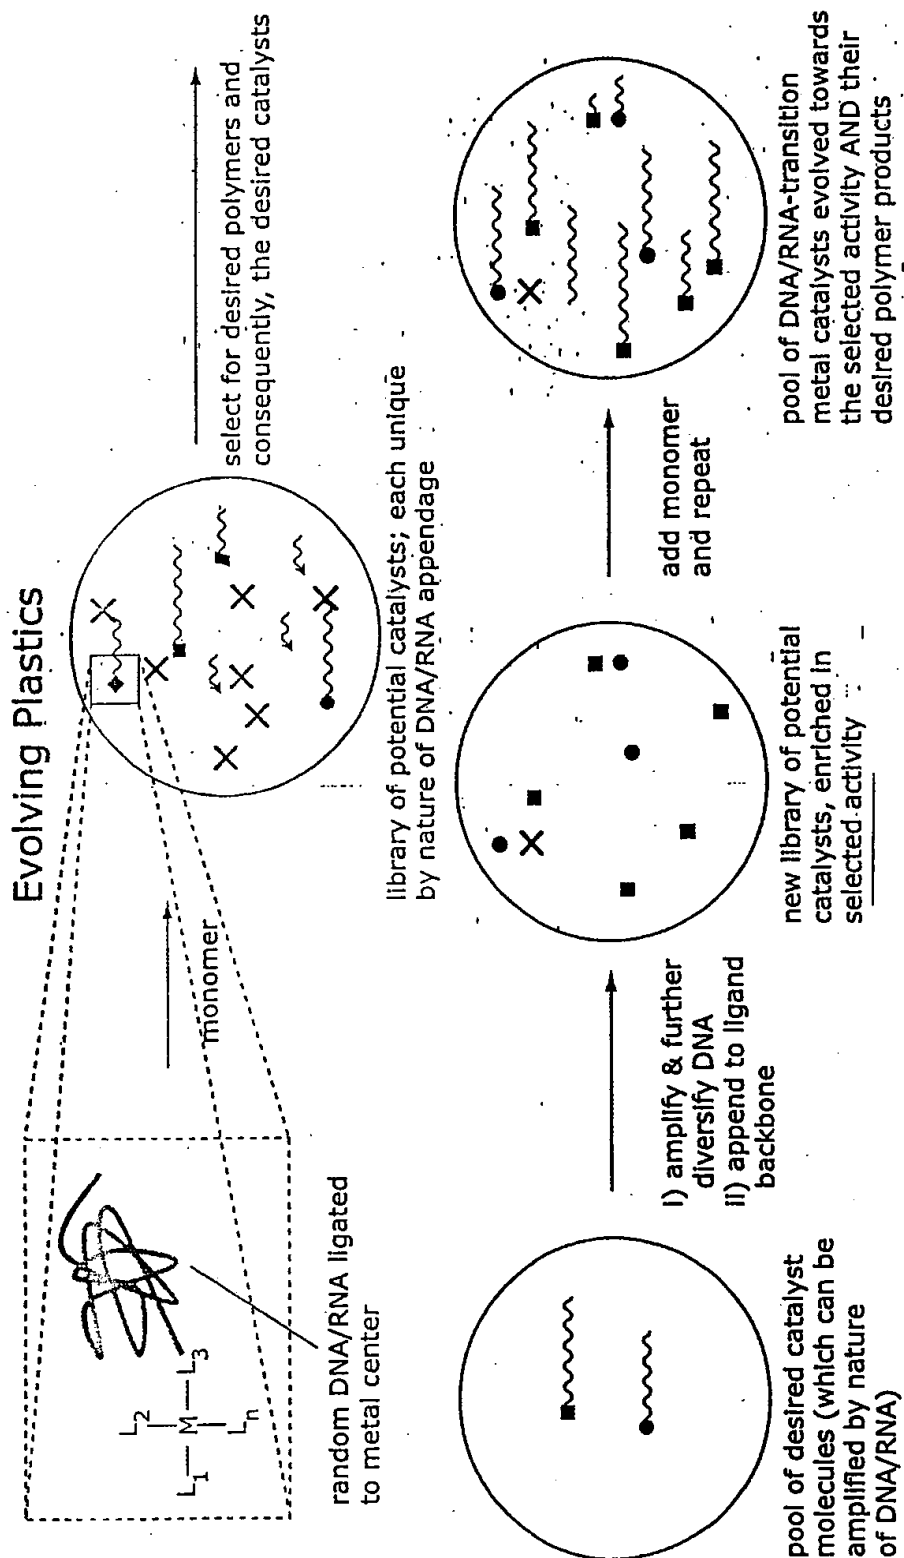 Evolving Plastics
L1
L2
M
L3
Ln
random DNA/RNA ligated
to metal center
monomer
library of potential catalysts; each unique
by nature of DNA/RNA appendage
select for desired polymers and
consequently, the desired catalysts
pool of desired catalyst
molecules (which can be
amplified by nature
of DNA/RNA)
i) amplify & further
diversify DNA
ii) append to ligand
backbone
new library of potential
catalysts, enriched in
selected activity
add monomer
and repeat
pool of DNA/RNA-transition
metal catalysts evolved towards
the selected activity AND their
desired polymer products